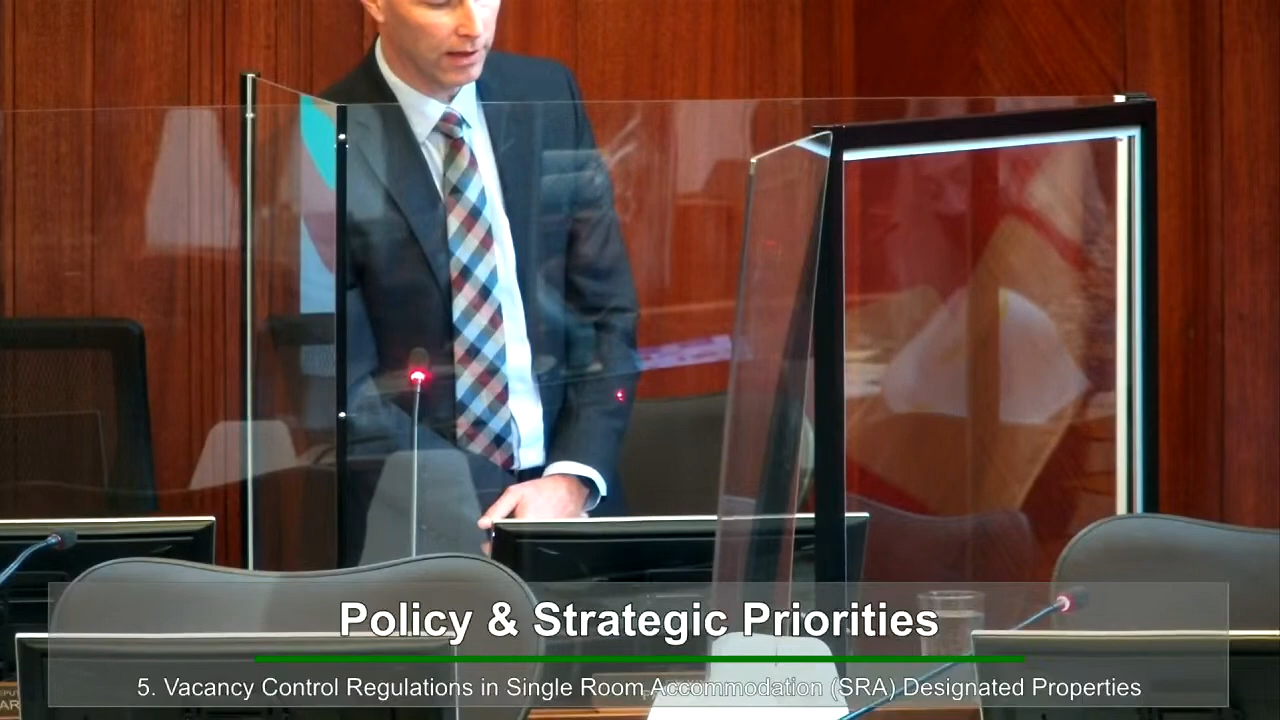 Policy & Strategic Priorities
5. Vacancy Control Regulations in Single Room Accommodation (SRA) Designated Properties